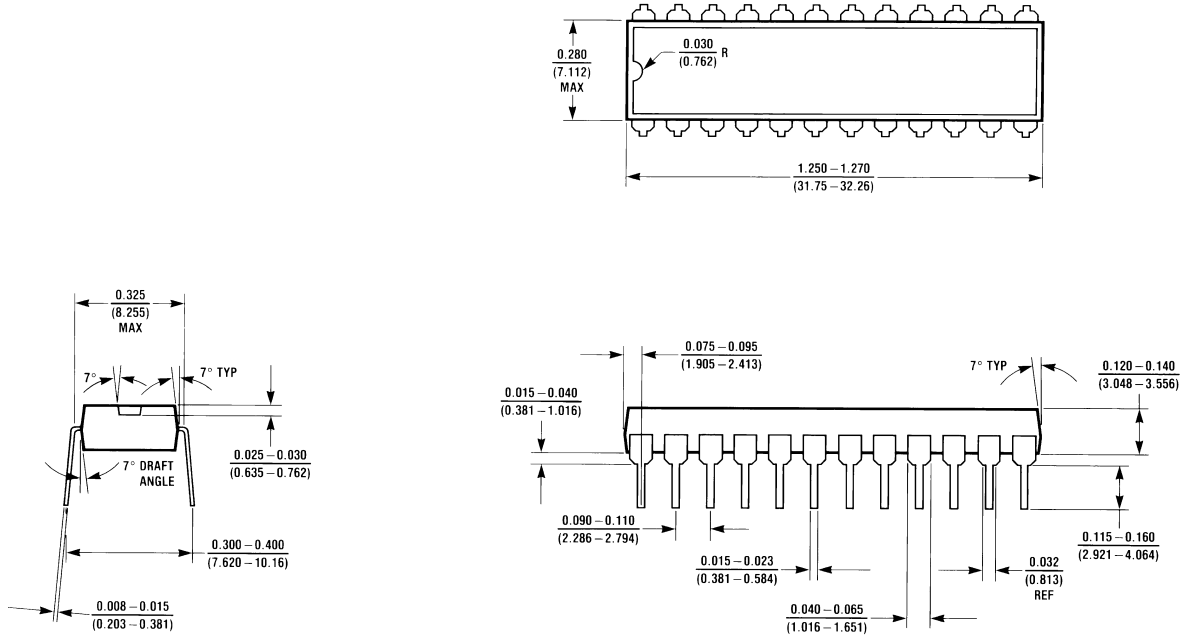 0.280
(7.112)
MAX
0.030
(0.762)
R
1.250 – 1.270
(31.75 – 32.26)
0.325
(8.255)
MAX
7°
7° TYP
0.025 – 0.030
(0.635 – 0.762)
7° DRAFT
ANGLE
0.300 – 0.400
(7.620 – 10.16)
0.008 – 0.015
(0.203 – 0.381)
0.075 – 0.095
(1.905 – 2.413)
7° TYP
0.120 – 0.140
(3.048 – 3.556)
0.015 – 0.040
(0.381 – 1.016)
0.090 – 0.110
(2.286 – 2.794)
0.015 – 0.023
(0.381 – 0.584)
0.040 – 0.065
(1.016 – 1.651)
0.032
(0.813)
REF
0.115 – 0.160
(2.921 – 4.064)